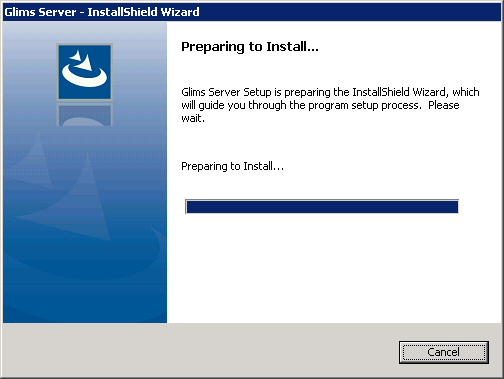 Glims Server - InstallShield Wizard
Preparing to Install...
Glims Server Setup is preparing the InstallShield Wizard, which
will guide you through the program setup process. Please
wait.
Preparing to Install...
Cancel